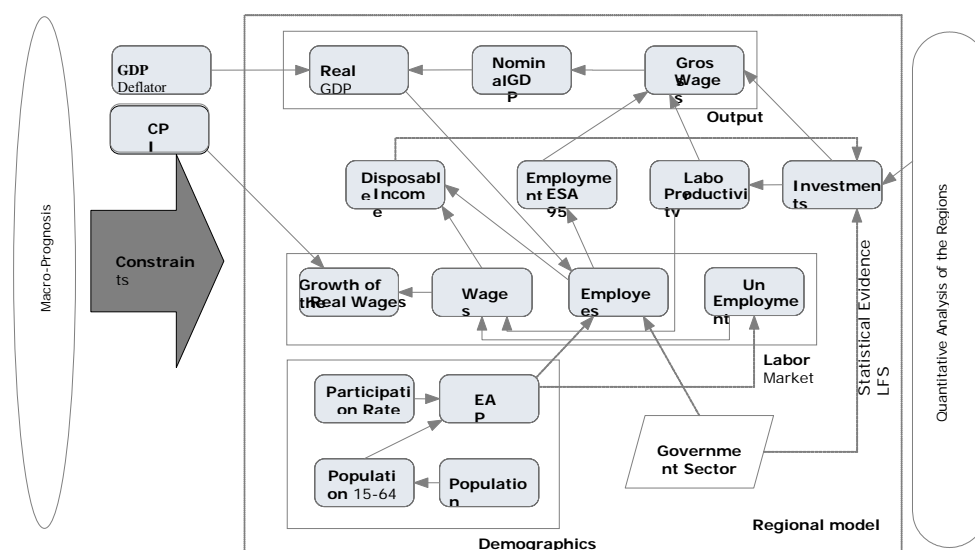 Macro-Prognosis
GDP
Deflator
CP
I
Constrain
ts
Real
GDP
Nomin
alGD
P
Gros
s
Wage
s
Output
Disposabl
e Incom
e
Employme
nt ESA
95
Labo
r
Productivi
ty
Investmen
ts
Growth of
the
Real Wages
Wage
s
Employe
es
Un
Employme
nt
Labor
Market
Participati
on Rate
EA
P
Populati
on 15-64
Populatio
n
Demographics
Governme
nt Sector
Regional model
Statistical Evidence
LFS
Quantitative Analysis of the Regions